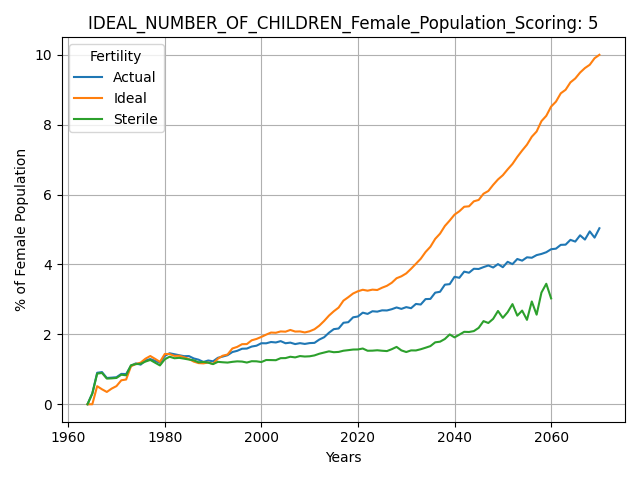 IDEAL_NUMBER_OF_CHILDREN_Female_Population_Scoring: 5
Fertility
Actual
Ideal
Sterile
% of Female Population
10
8
6
4
2
0
1960 1980 2000 2020 2040 2060
Years